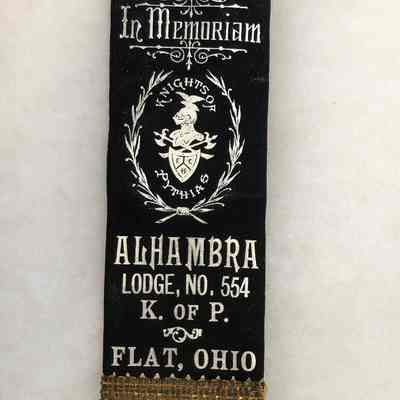 In Memoriam
KNIGHTS OF
PYTHIAS
ALHAMBRA
LODGE, NO. 554
K. OF P.
FLAT, OHIO